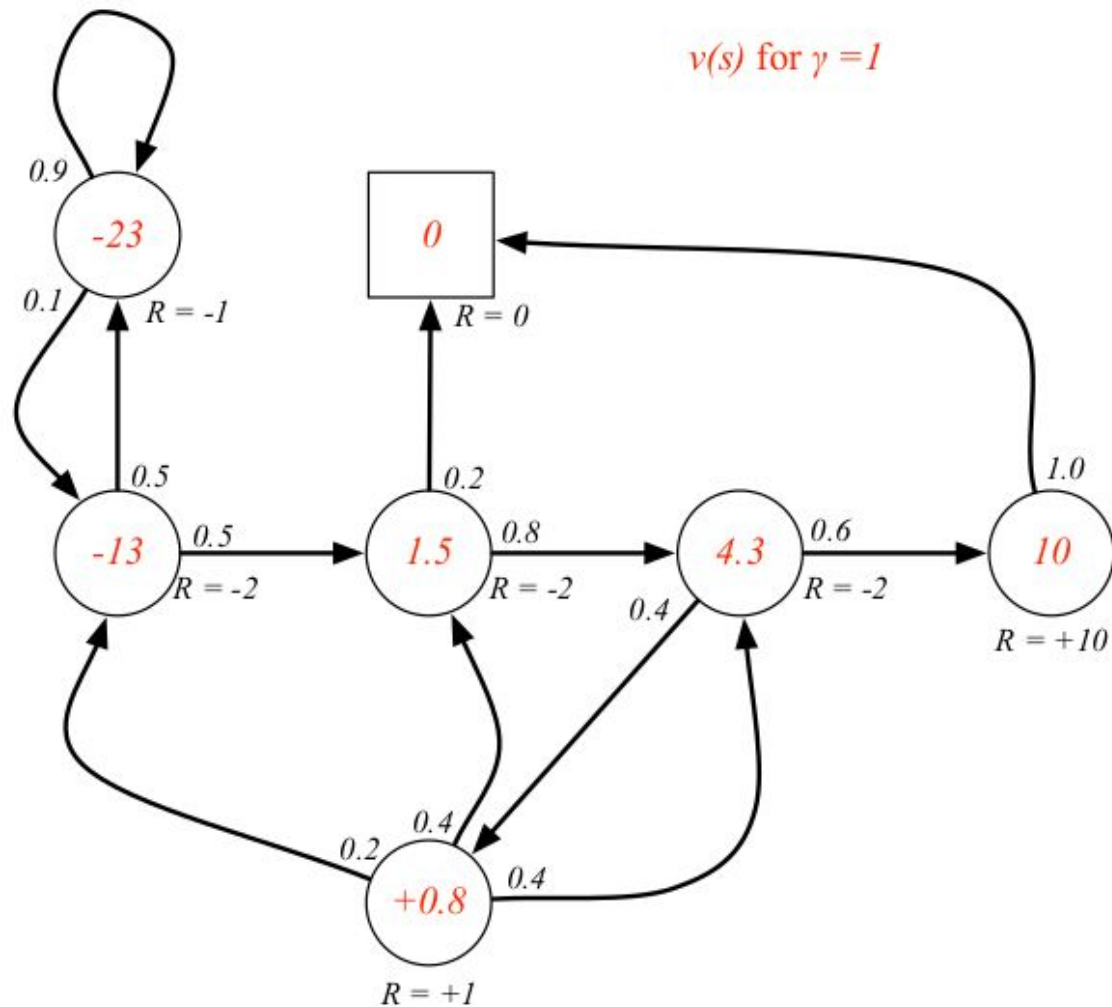 v(s) for γ =1
0.9
-23
0
0.1
R = -1
R = 0
0.5
0.2
1.0
-13
0.5
1.5
0.8
4.3
0.6
10
R = -2
R = -2
0.4
R = -2
R = +10
0.4
0.2
0.4
+0.8
R = +1